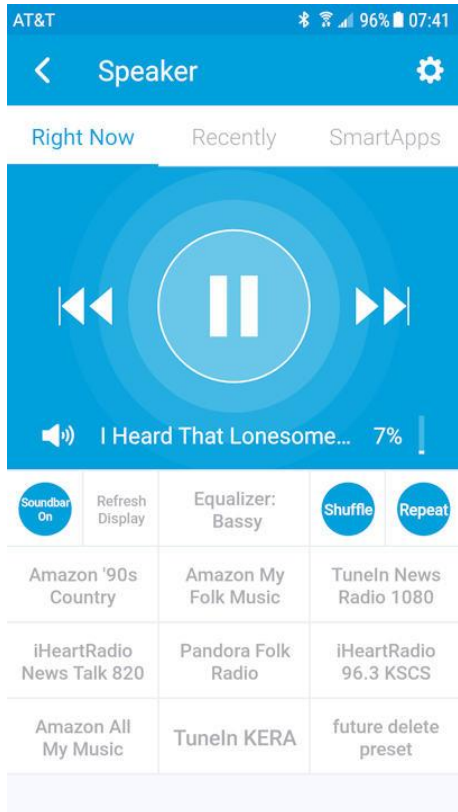 AT&T 96% 07:41
Speaker
Right Now Recently SmartApps
I Heard That Lonesome... 7%
Soundbar
On
Refresh
Display
Equalizer:
Bassy
Shuffle
Repeat
Amazon '90s
Country
Amazon My
Folk Music
TuneIn News
Radio 1080
iHeartRadio
News Talk 820
Pandora Folk
Radio
iHeartRadio
96.3 KSCS
Amazon All
My Music
TuneIn KERA
future delete
preset